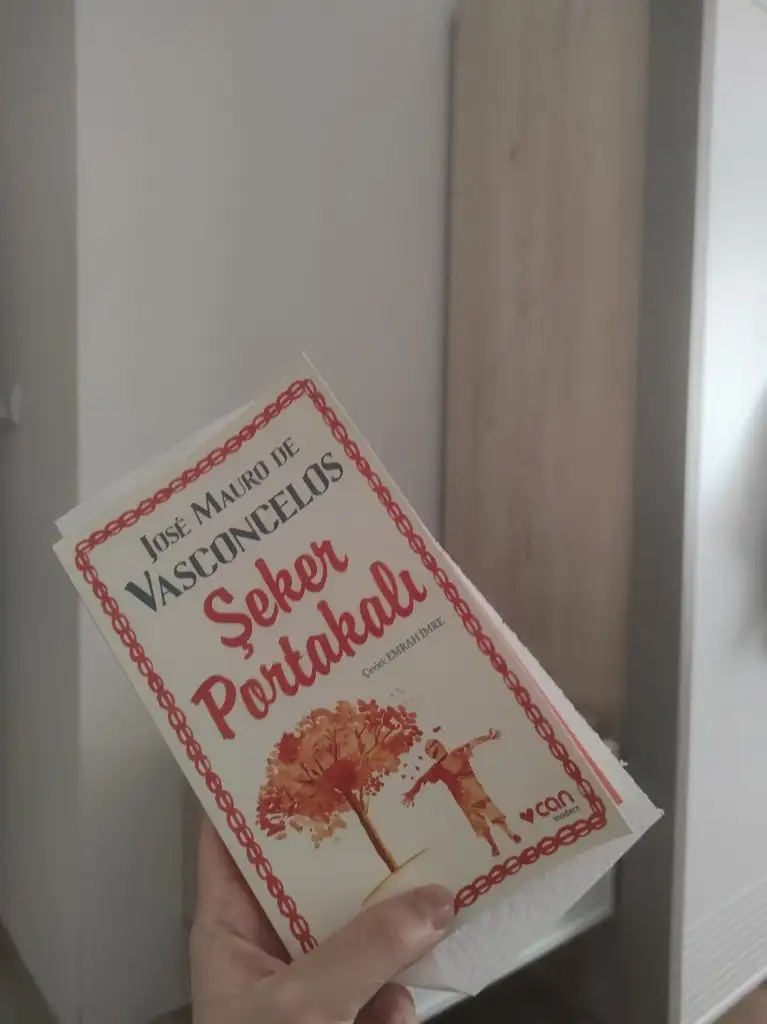 JOSÉ MAURO DE
VASCONCELOS
Şeker
Portakalı
Çeviri: EMRAH İMRE
can
modern